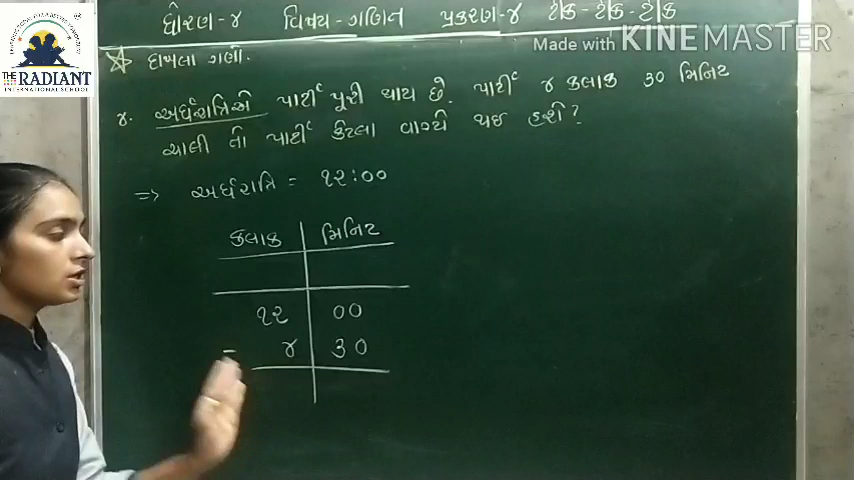 ધોરણ-૪ વિષય-ગણિત પ્રકરણ-૪ ટીક-ટીક-ટીક
Made with KINEMASTER
THE RADIANT
INTERNATIONAL SCHOOL
દાખલા ગણો.
૪. અર્ધરાત્રિએ પાર્ટી પૂરી થાય છે. પાર્ટી ૪ કલાક ૩૦ મિનિટ
ચાલી તો પાર્ટી કેટલા વાગ્યે થઇ હશે?
=> અર્ધરાત્રિ = ૧૨:૦૦
કલાક મિનિટ
૧૨ ૦૦
- ૪ ૩૦